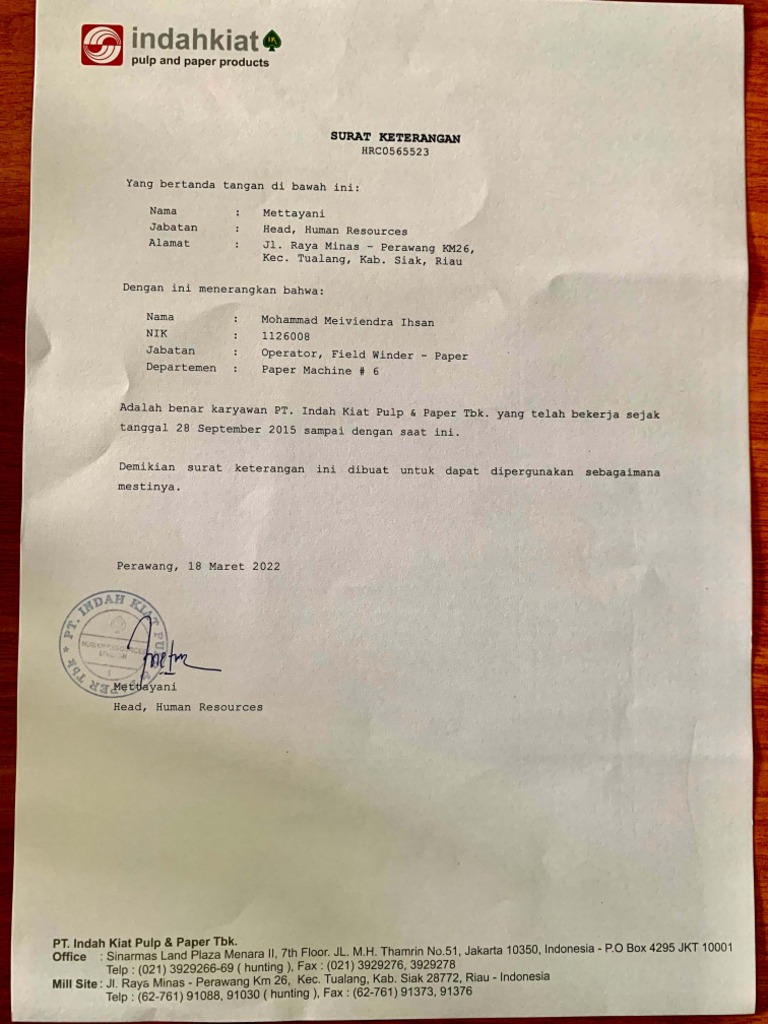 indahkiat
pulp and paper products
SURAT KETERANGAN
HRC0565523
Yang bertanda tangan di bawah ini:
Nama : Mettayani
Jabatan : Head, Human Resources
Alamat : Jl. Raya Minas - Perawang KM26,
Kec. Tualang, Kab. Siak, Riau
Dengan ini menerangkan bahwa:
Nama : Mohammad Meiviendra Ihsan
NIK : 1126008
Jabatan : Operator, Field Winder - Paper
Departemen : Paper Machine # 6
Adalah benar karyawan PT. Indah Kiat Pulp & Paper Tbk. yang telah bekerja sejak
tanggal 28 September 2015 sampai dengan saat ini.
Demikian surat keterangan ini dibuat untuk dapat dipergunakan sebagaimana
mestinya.
Perawang, 18 Maret 2022
PT. INDAH KIAT PULP & PAPER Tbk
Mettayani
Head, Human Resources
PT. Indah Kiat Pulp & Paper Tbk.
Office : Sinarmas Land Plaza Menara II, 7th Floor. JL. M.H. Thamrin No.51, Jakarta 10350, Indonesia - P.O Box 4295 JKT 10001
Telp : (021) 3929266-69 ( hunting ), Fax : (021) 3929276, 3929278
Mill Site : Jl. Raya Minas - Perawang Km 26, Kec. Tualang, Kab. Siak 28772, Riau - Indonesia
Telp : (62-761) 91088, 91030 ( hunting ), Fax : (62-761) 91373, 91376